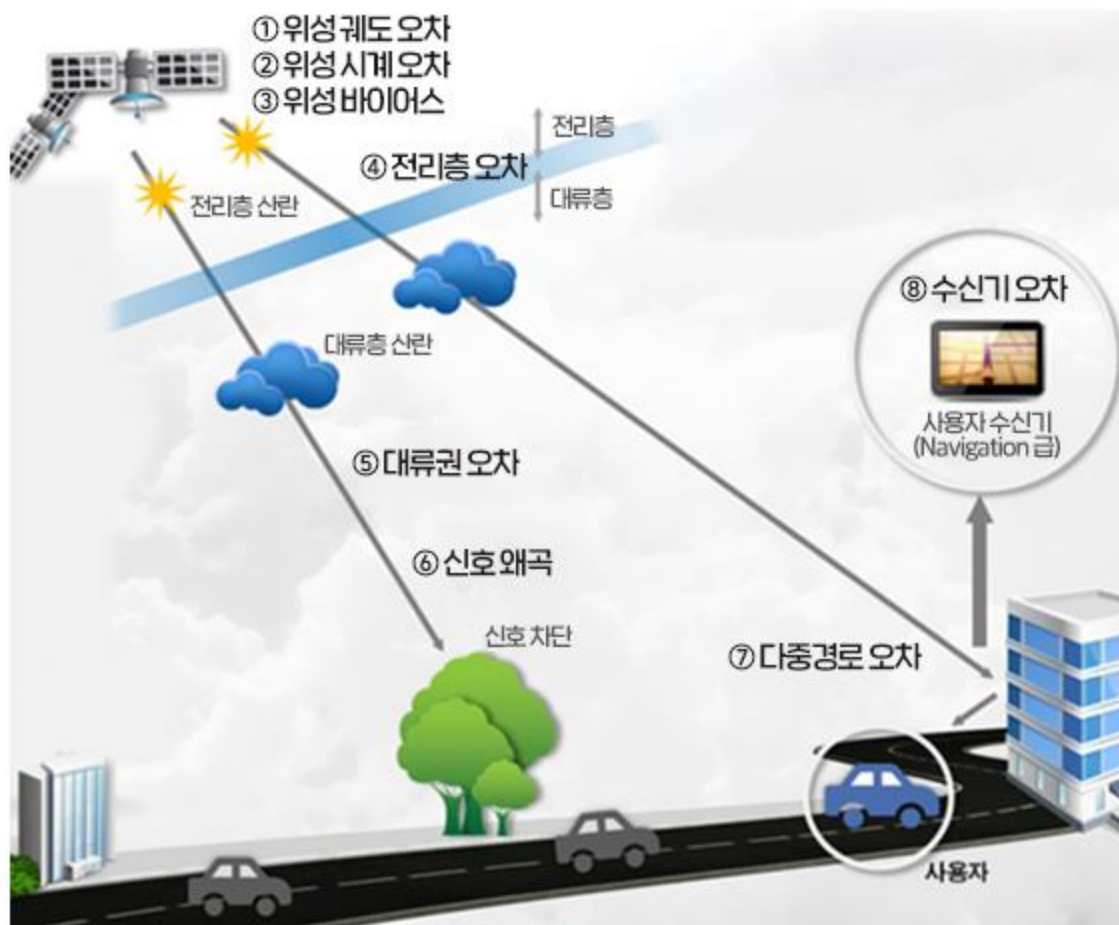 ① 위성 궤도 오차
② 위성 시계 오차
③ 위성 바이어스
전리층
④ 전리층 오차
대류층
전리층 산란
⑧ 수신기 오차
대류층 산란
사용자 수신기
(Navigation 급)
⑤ 대류권 오차
⑥ 신호 왜곡
신호 차단
⑦ 다중경로 오차
사용자